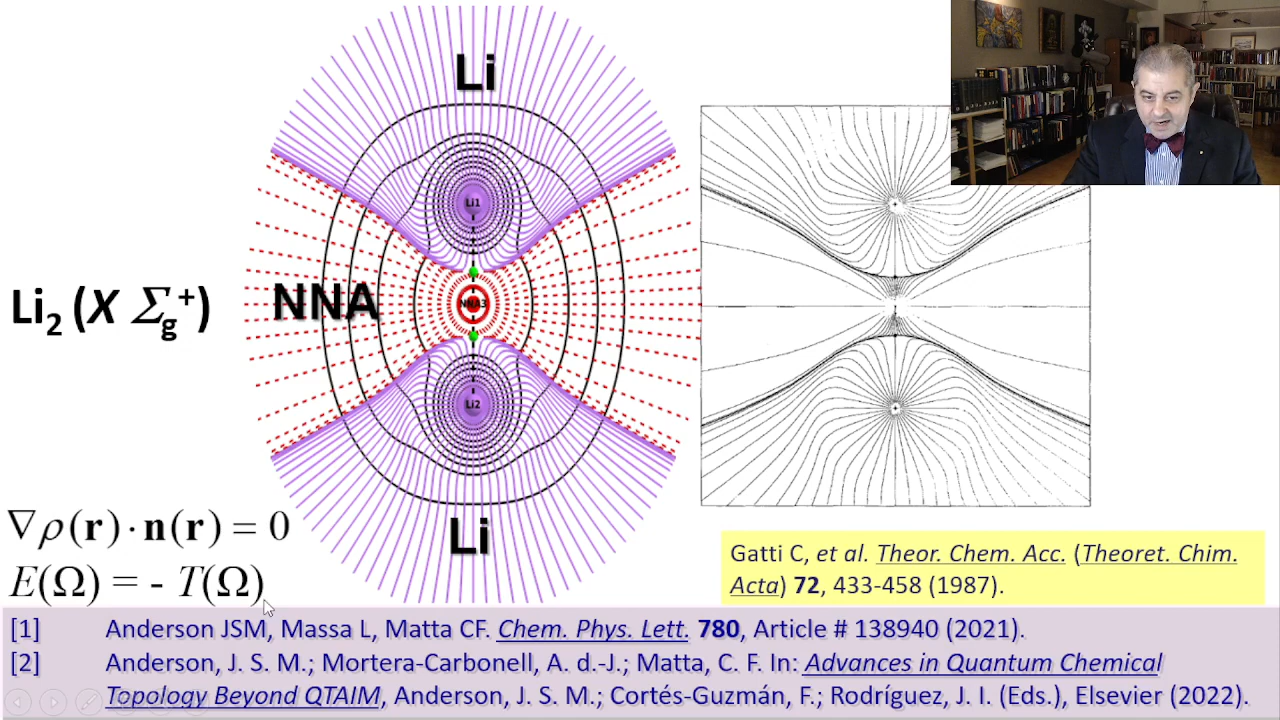 Li
Li1
Li₂ (X Σg⁺)
NNA
NNA3
Li2
Li
∇ρ(r)·n(r) = 0
E(Ω) = - T(Ω)
Gatti C, et al. Theor. Chem. Acc. (Theoret. Chim.
Acta) 72, 433-458 (1987).
[1] Anderson JSM, Massa L, Matta CF. Chem. Phys. Lett. 780, Article # 138940 (2021).
[2] Anderson, J. S. M.; Mortera-Carbonell, A. d.-J.; Matta, C. F. In: Advances in Quantum Chemical
Topology Beyond QTAIM, Anderson, J. S. M.; Cortés-Guzmán, F.; Rodríguez, J. I. (Eds.), Elsevier (2022).